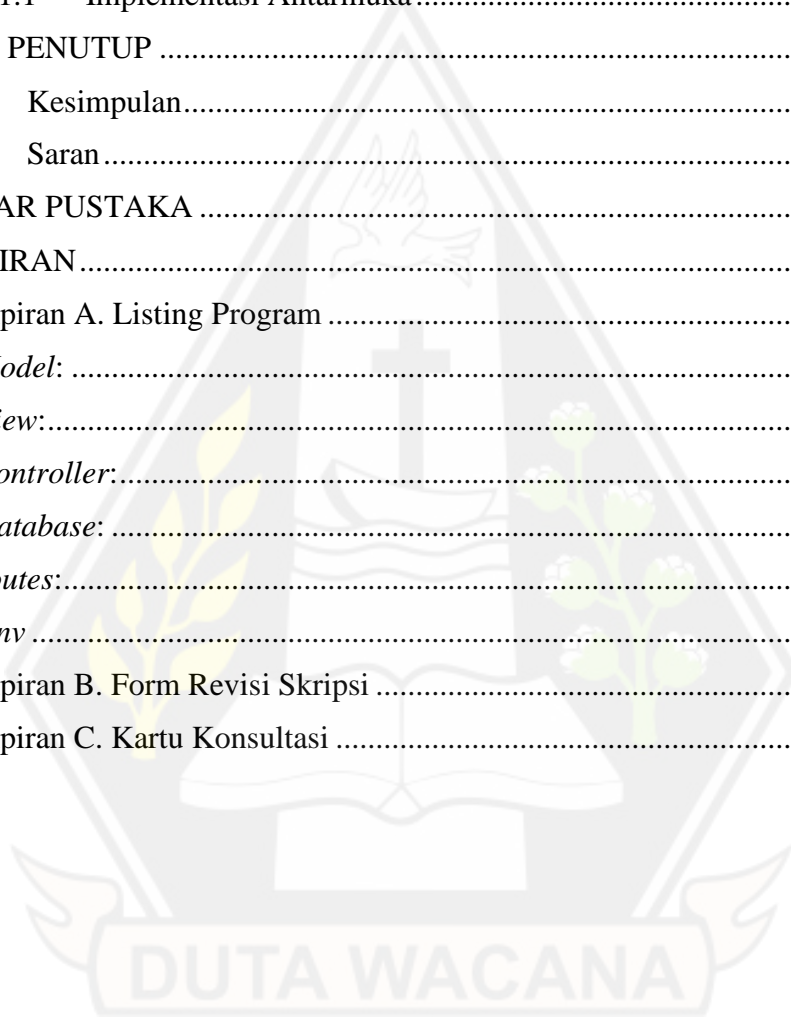 Implementasi Antarmuka..........................................
PENUTUP ..........................................................................
Kesimpulan........................................................................
Saran .................................................................................
AR PUSTAKA .....................................................................
IRAN..................................................................................
piran A. Listing Program ....................................................
odel: ..................................................................................
iew:.....................................................................................
ontroller:............................................................................
atabase: .............................................................................
outes:..................................................................................
nv .......................................................................................
piran B. Form Revisi Skripsi ..............................................
piran C. Kartu Konsultasi ...................................................
DUTA WACANA